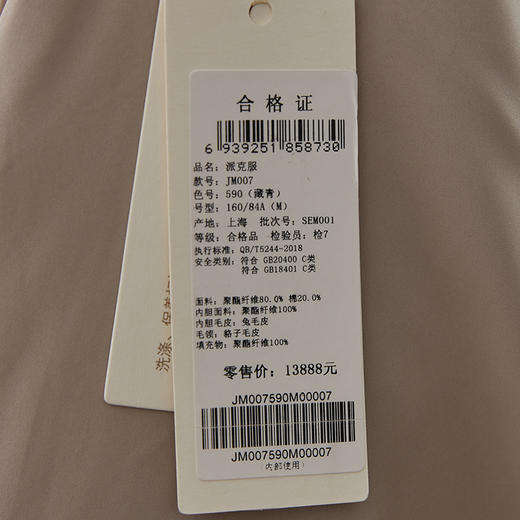 合格证
6 939251 858730
品名：派克服
款号：JM007
色号：590（藏青）
号型：160/84A（M）
产地：上海 批次号：SEM001
等级：合格品 检验员：检7
执行标准：QB/T5244-2018
安全类别：符合 GB20400 C类
符合 GB18401 C类
面料：聚酯纤维80.0% 棉20.0%
内胆面料：聚酯纤维100%
内胆毛皮：兔毛皮
毛领：貉子毛皮
填充物：聚酯纤维100%
零售价：13888元
JM007590M00007
JM007590M00007
（内部使用）
洗涤、保养